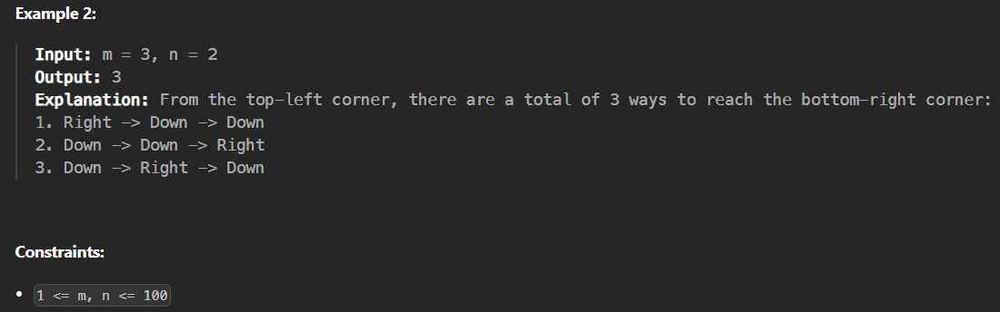 Example 2:
Input: m = 3, n = 2
Output: 3
Explanation: From the top-left corner, there are a total of 3 ways to reach the bottom-right corner:
1. Right -> Down -> Down
2. Down -> Down -> Right
3. Down -> Right -> Down
Constraints:
• 1 <= m, n <= 100